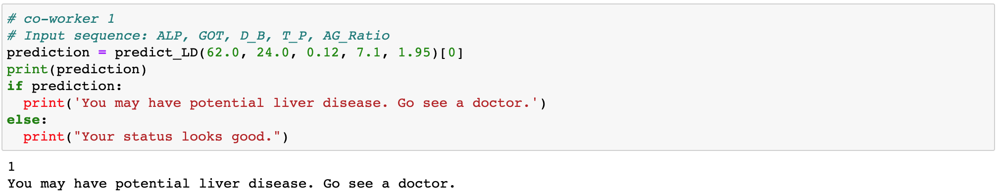 # co-worker 1
# Input sequence: ALP, GOT, D_B, T_P, AG_Ratio
prediction = predict_LD(62.0, 24.0, 0.12, 7.1, 1.95)[0]
print(prediction)
if prediction:
  print('You may have potential liver disease. Go see a doctor.')
else:
  print("Your status looks good.")
1
You may have potential liver disease. Go see a doctor.